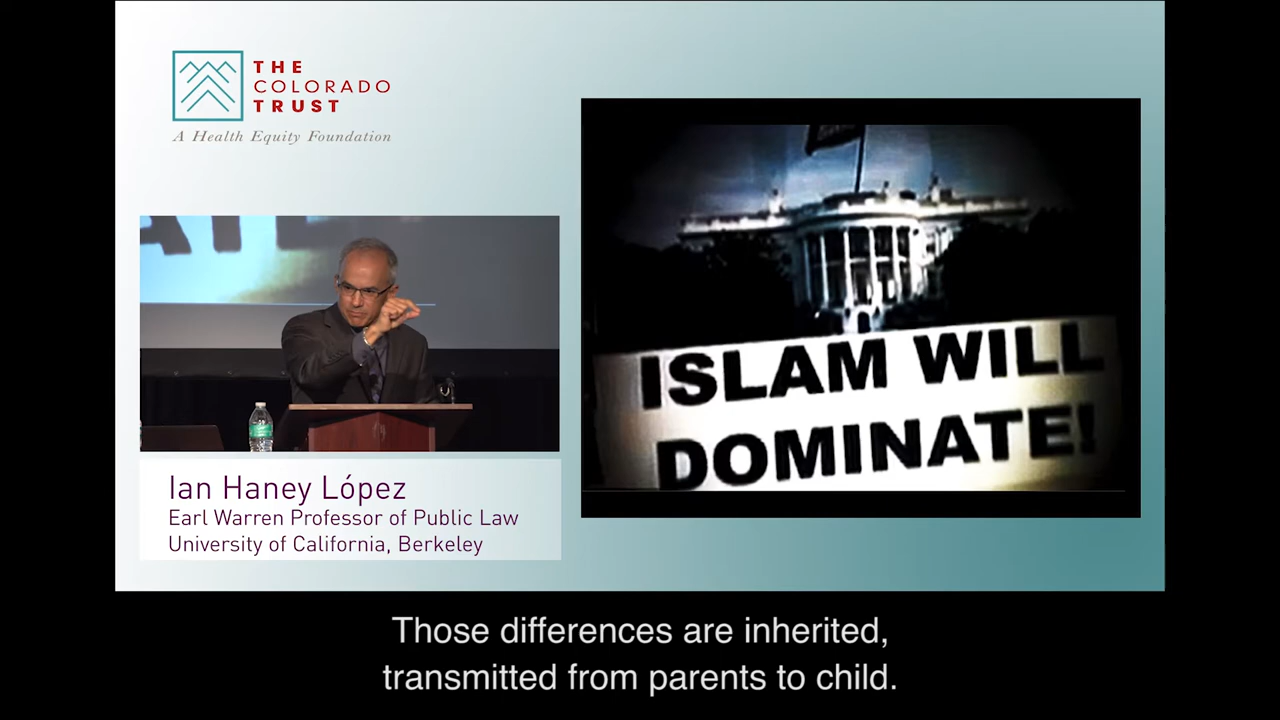 THE
COLORADO
TRUST
A Health Equity Foundation
ISLAM WILL
DOMINATE!
Ian Haney López
Earl Warren Professor of Public Law
University of California, Berkeley
Those differences are inherited,
transmitted from parents to child.